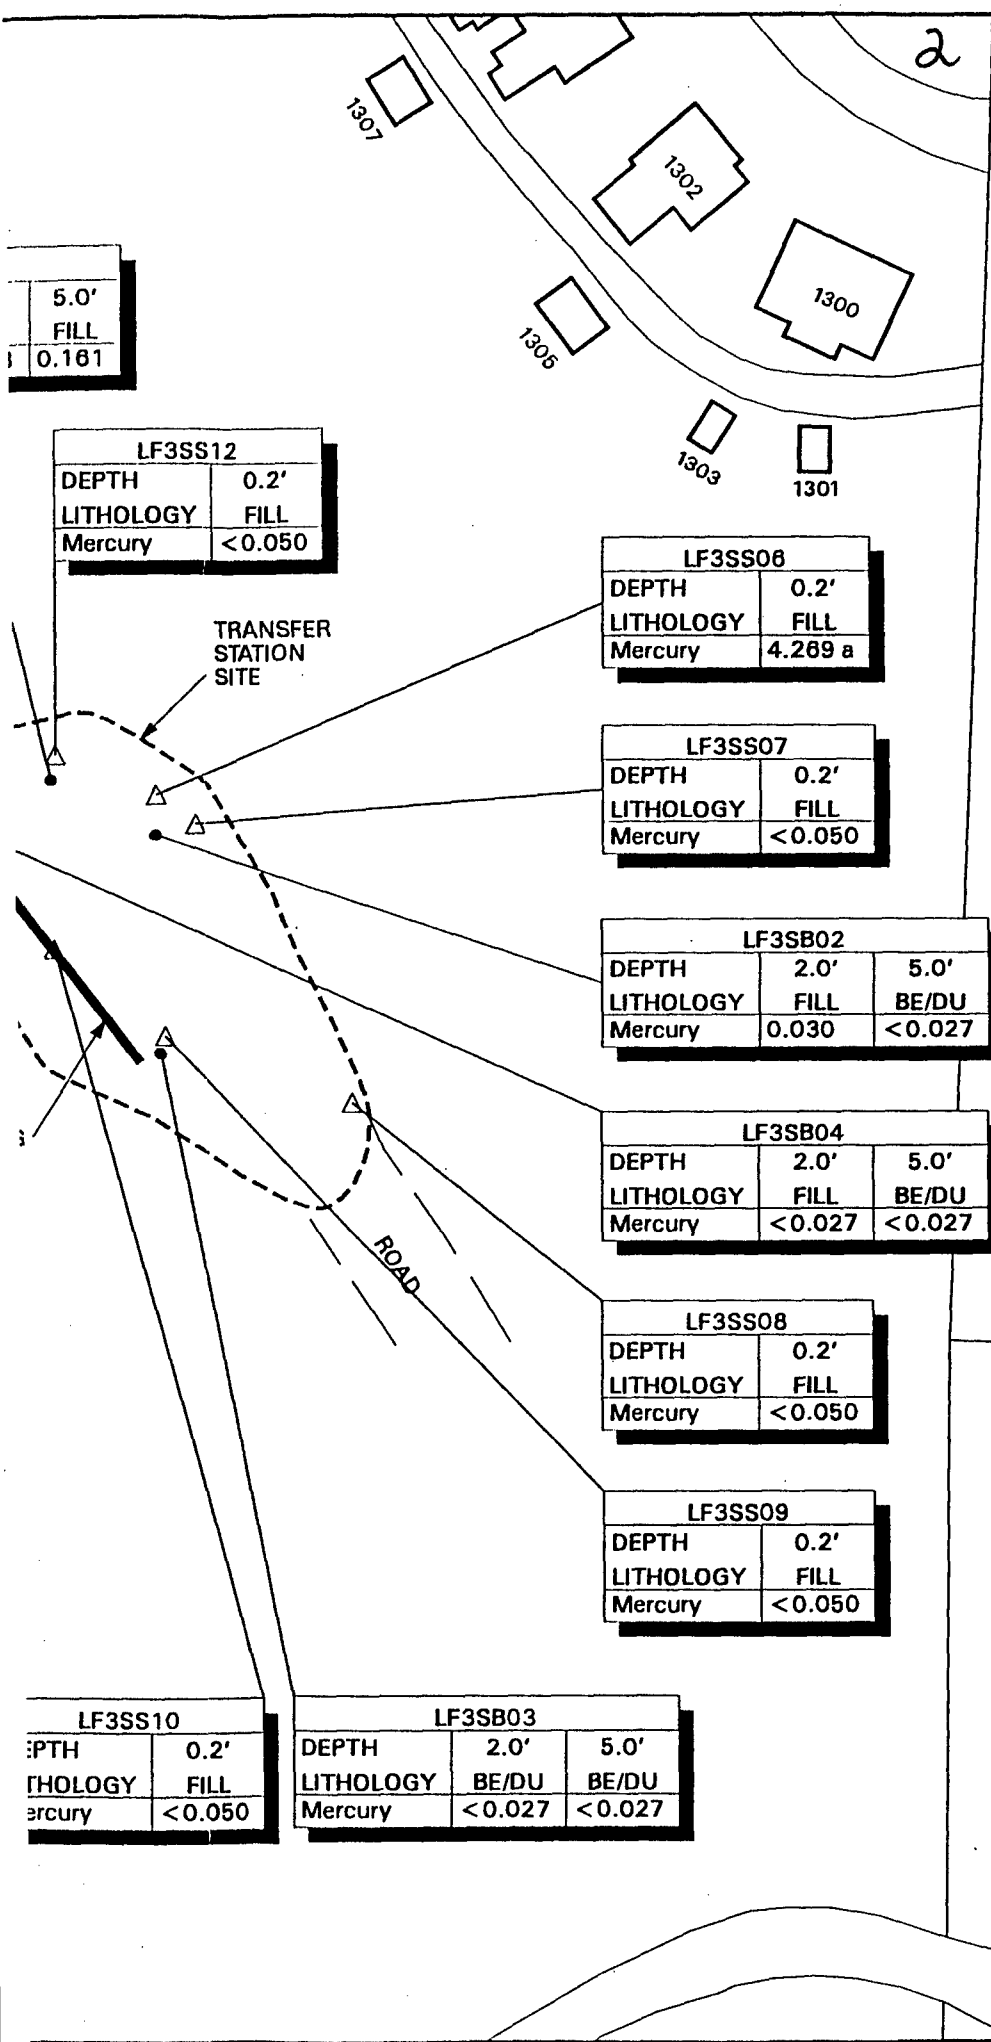 2
1307
1302
1300
1305
1303
1301
5.0'
FILL
0.161
LF3SS12
DEPTH 0.2'
LITHOLOGY FILL
Mercury <0.050
TRANSFER
STATION
SITE
LF3SS06
DEPTH 0.2'
LITHOLOGY FILL
Mercury 4.269 a
LF3SS07
DEPTH 0.2'
LITHOLOGY FILL
Mercury <0.050
LF3SB02
DEPTH 2.0' 5.0'
LITHOLOGY FILL BE/DU
Mercury 0.030 <0.027
LF3SB04
DEPTH 2.0' 5.0'
LITHOLOGY FILL BE/DU
Mercury <0.027 <0.027
ROAD
LF3SS08
DEPTH 0.2'
LITHOLOGY FILL
Mercury <0.050
LF3SS09
DEPTH 0.2'
LITHOLOGY FILL
Mercury <0.050
LF3SS10
EPTH 0.2'
THOLOGY FILL
ercury <0.050
LF3SB03
DEPTH 2.0' 5.0'
LITHOLOGY BE/DU BE/DU
Mercury <0.027 <0.027